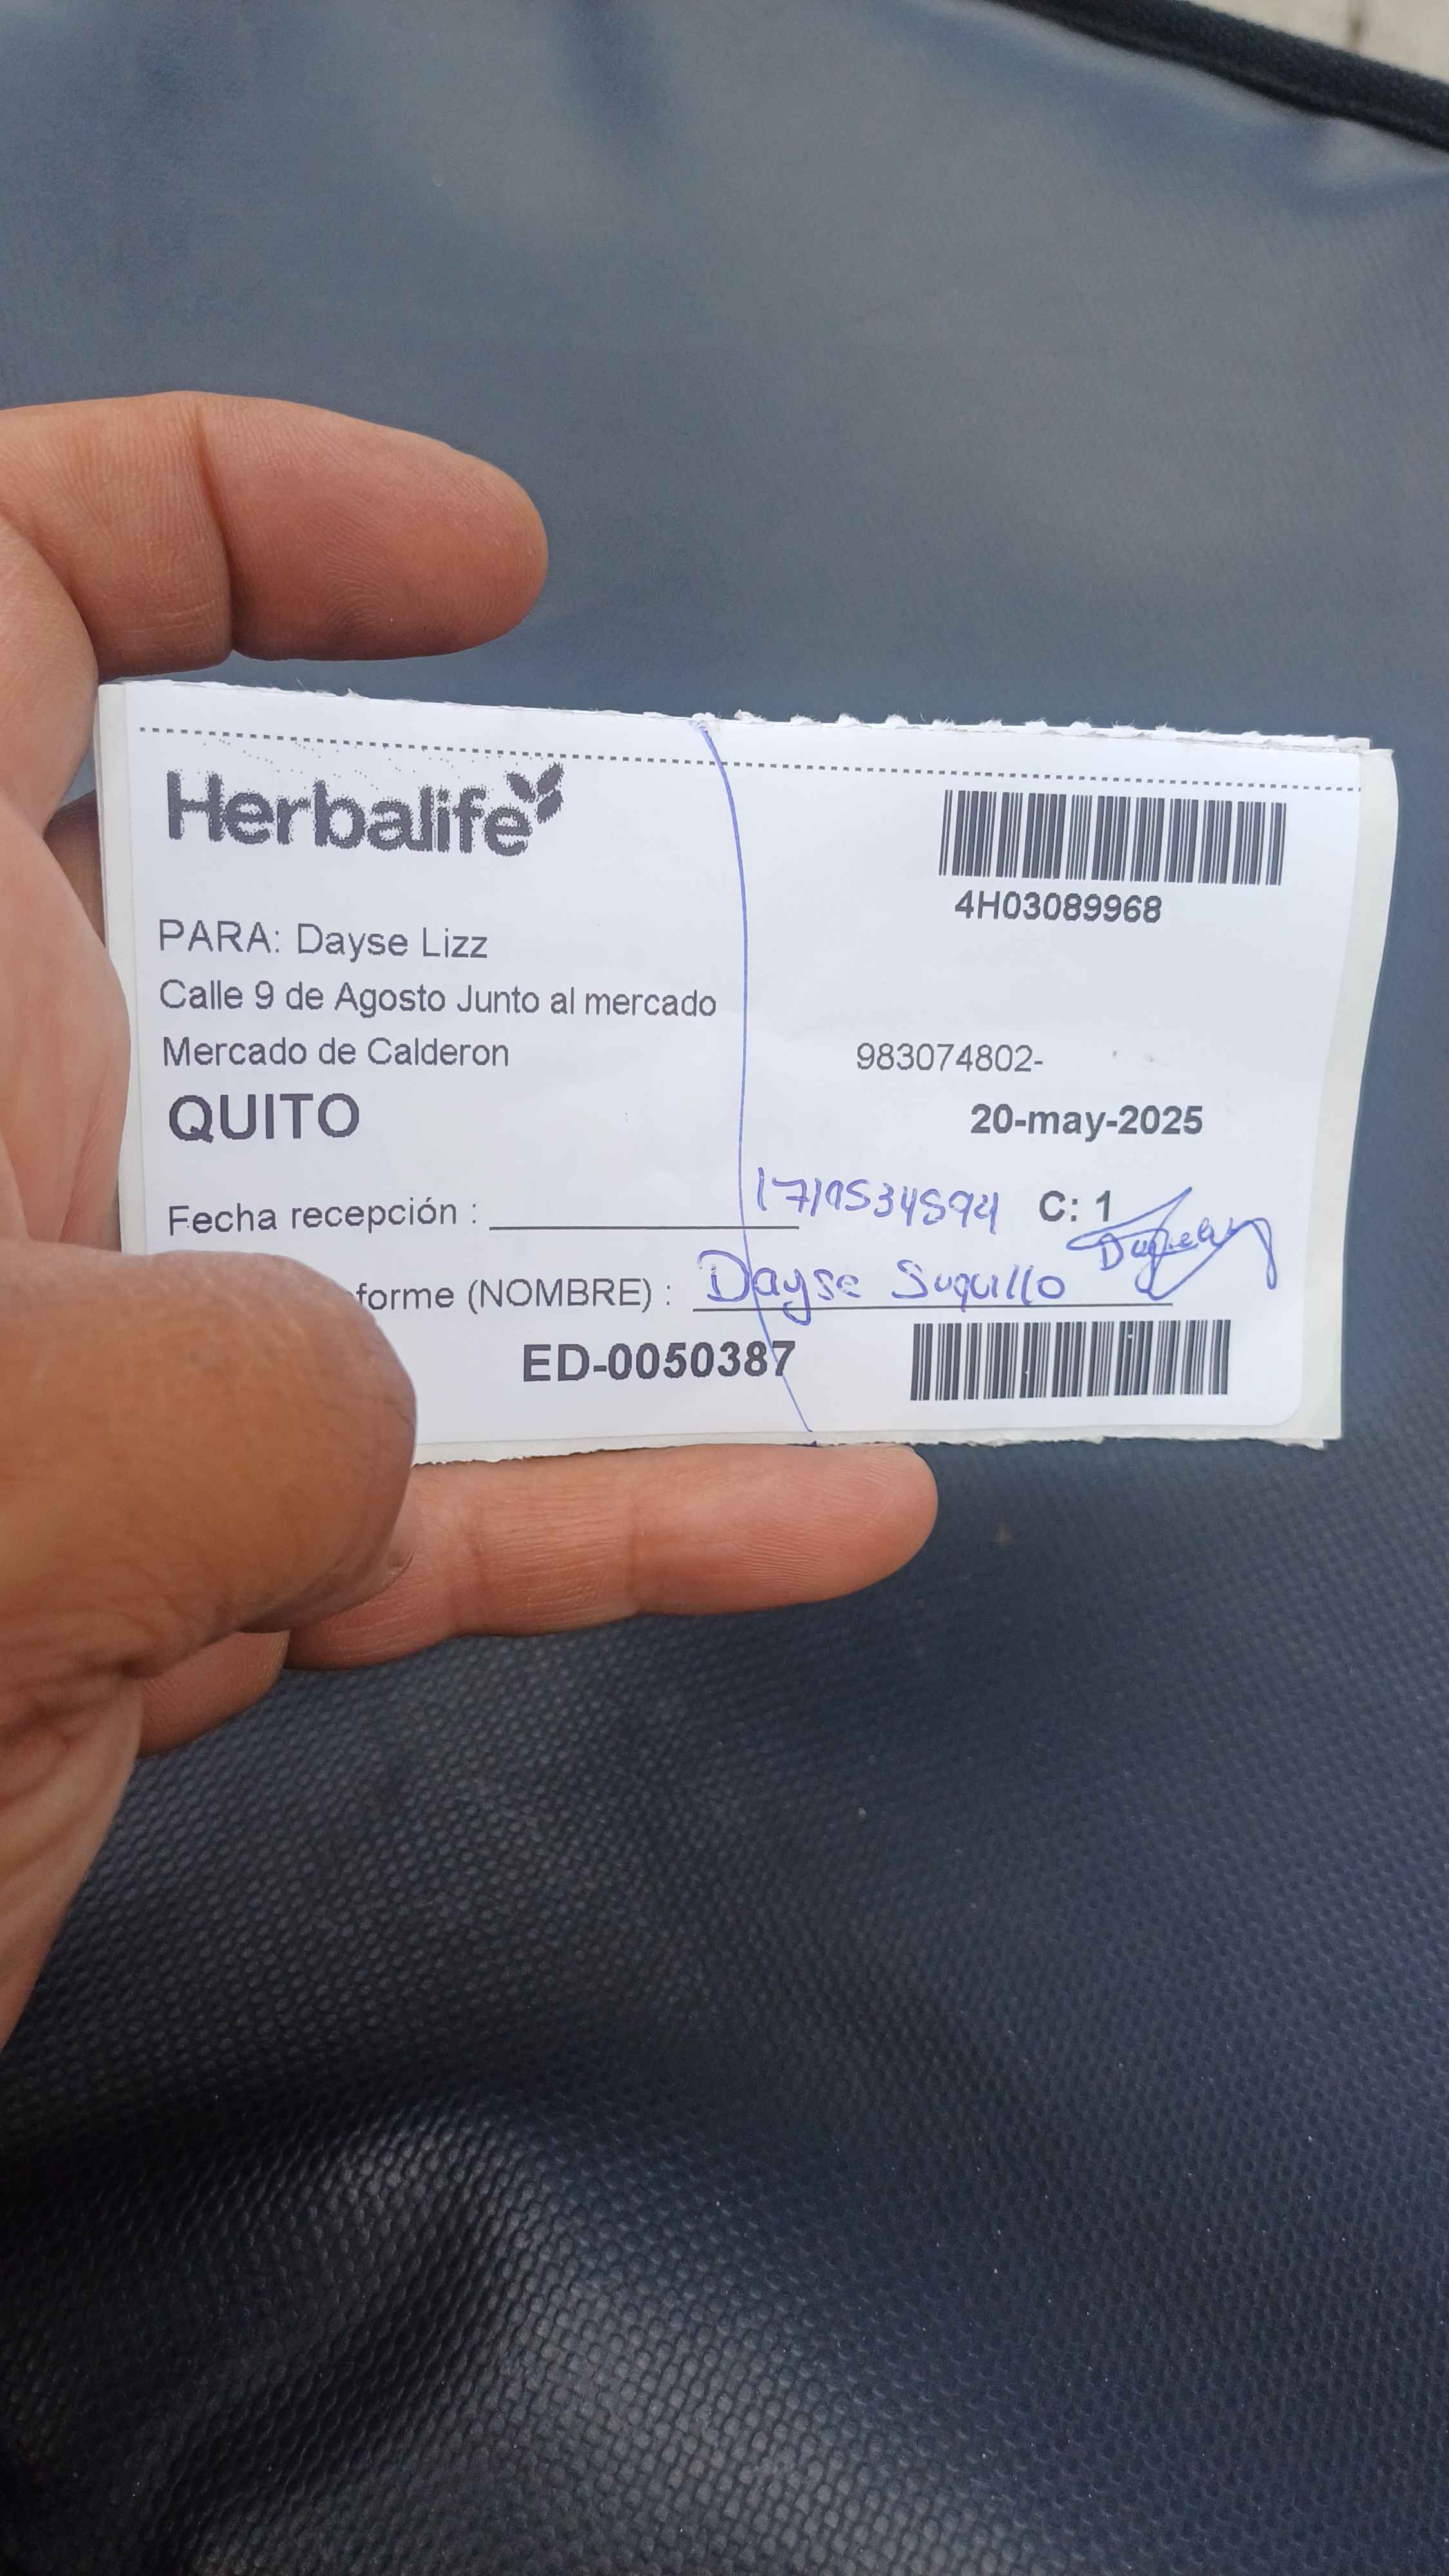 Herbalife
4H03089968
PARA: Dayse Lizz
Calle 9 de Agosto Junto al mercado
Mercado de Calderon
983074802-
QUITO
20-may-2025
Fecha recepción :
C: 1
forme (NOMBRE) : Dayse Suquillo
ED-0050387